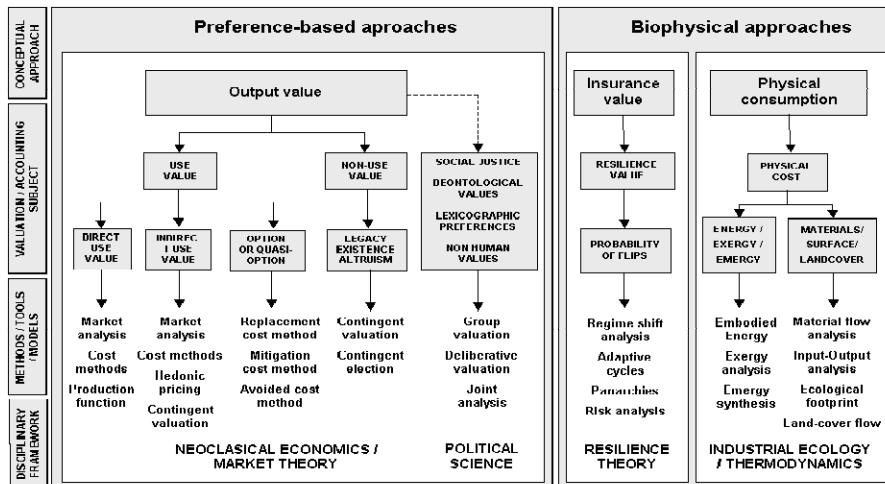 CONCEPTUAL
APPROACH
VALUATION / ACCOUNTING
SUBJECT
METHODS / TOOLS
/ MODELS
DISCIPLINARY
FRAMEWORK
Preference-based aproaches
Output value
USE
VALUE
NON-USE
VALUE
SOCIAL JUSTICE
DEONTOLOGICAL
VALUES
LEXICOGRAPHIC
PREFERENCES
NON HUMAN
VALUES
DIRECT
USE
VALUE
INDIREC
T USE
VALUE
OPTION
OR QUASI-
OPTION
LEGACY
EXISTENCE
ALTRUISM
Market
analysis
Cost
methods
Production
function
Market
analysis
Cost methods
Hedonic
pricing
Contingent
valuation
Replacement
cost method
Mitigation
cost method
Avoided cost
method
Contingent
valuation
Contingent
election
Group
valuation
Deliberative
valuation
Joint
analysis
NEOCLASICAL ECONOMICS /
MARKET THEORY
POLITICAL
SCIENCE
Biophysical approaches
Insurance
value
Physical
consumption
RESILIENCE
VALUE
PHYSICAL
COST
PROBABILITY
OF FLIPS
ENERGY /
EXERGY /
EMERGY
MATERIALS/
SURFACE/
LANDCOVER
Regime shift
analysis
Adaptive
cycles
Panarchies
Risk analysis
Embodied
Energy
Exergy
analysis
Emergy
synthesis
Material flow
analysis
Input-Output
analysis
Ecological
footprint
Land-cover flow
RESILIENCE
THEORY
INDUSTRIAL ECOLOGY
/ THERMODYNAMICS